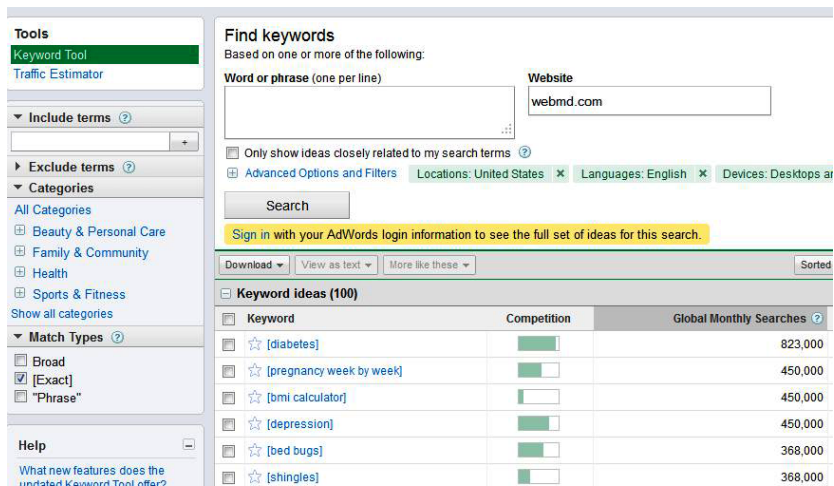 Tools
Keyword Tool
Traffic Estimator
Include terms
+
Exclude terms
Categories
All Categories
Beauty & Personal Care
Family & Community
Health
Sports & Fitness
Show all categories
Match Types
Broad
[Exact]
"Phrase"
Help
What new features does the
updated Keyword Tool offer?
Find keywords
Based on one or more of the following:
Word or phrase (one per line)
Website
webmd.com
Only show ideas closely related to my search terms
Advanced Options and Filters Locations: United States × Languages: English × Devices: Desktops
Search
Sign in with your AdWords login information to see the full set of ideas for this search.
Download View as text More like these Sorted
Keyword ideas (100)
Keyword Competition Global Monthly Searches
[diabetes] 823,000
[pregnancy week by week] 450,000
[bmi calculator] 450,000
[depression] 450,000
[bed bugs] 368,000
[shingles] 368,000